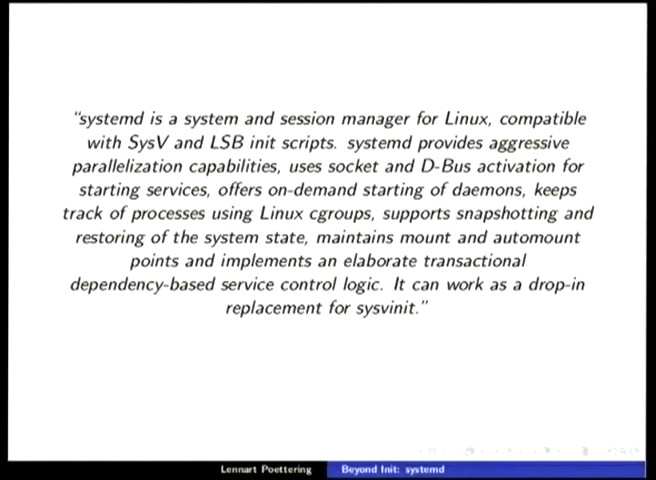 “systemd is a system and session manager for Linux, compatible
with SysV and LSB init scripts. systemd provides aggressive
parallelization capabilities, uses socket and D-Bus activation for
starting services, offers on-demand starting of daemons, keeps
track of processes using Linux cgroups, supports snapshotting and
restoring of the system state, maintains mount and automount
points and implements an elaborate transactional
dependency-based service control logic. It can work as a drop-in
replacement for sysvinit.”
Lennart Poettering Beyond Init: systemd